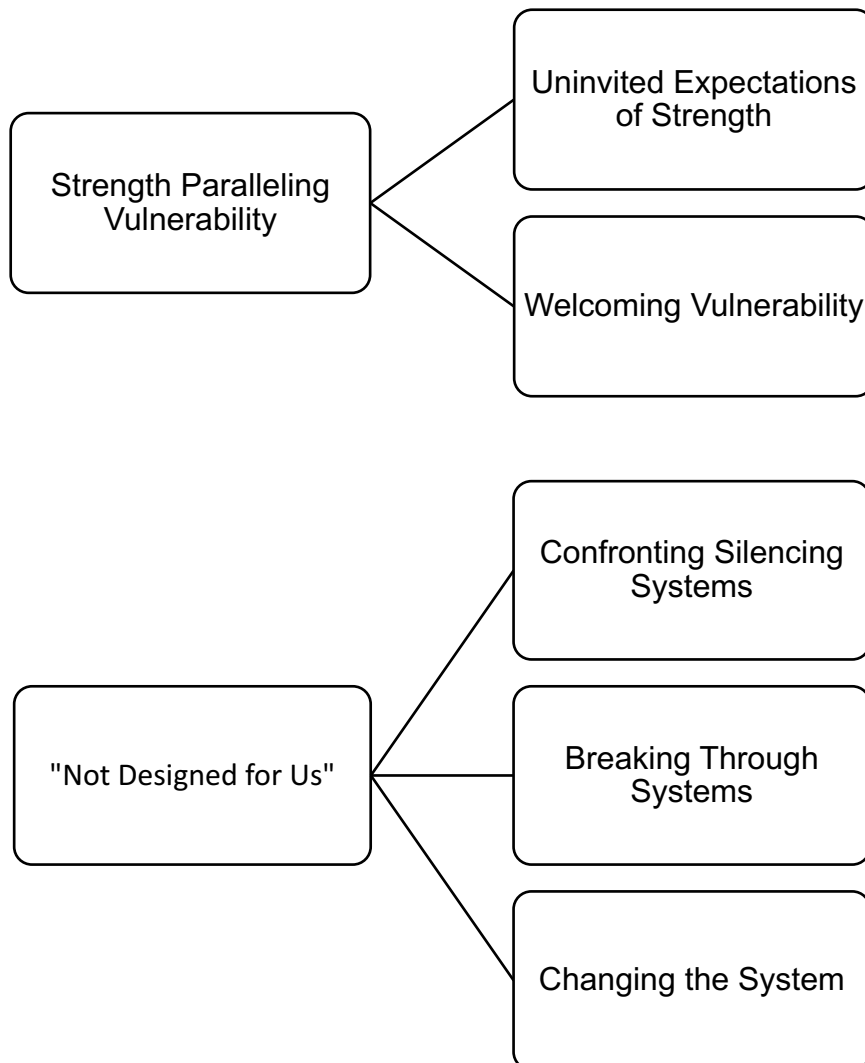 Strength Paralleling
Vulnerability
Uninvited Expectations
of Strength
Welcoming Vulnerability
"Not Designed for Us"
Confronting Silencing
Systems
Breaking Through
Systems
Changing the System